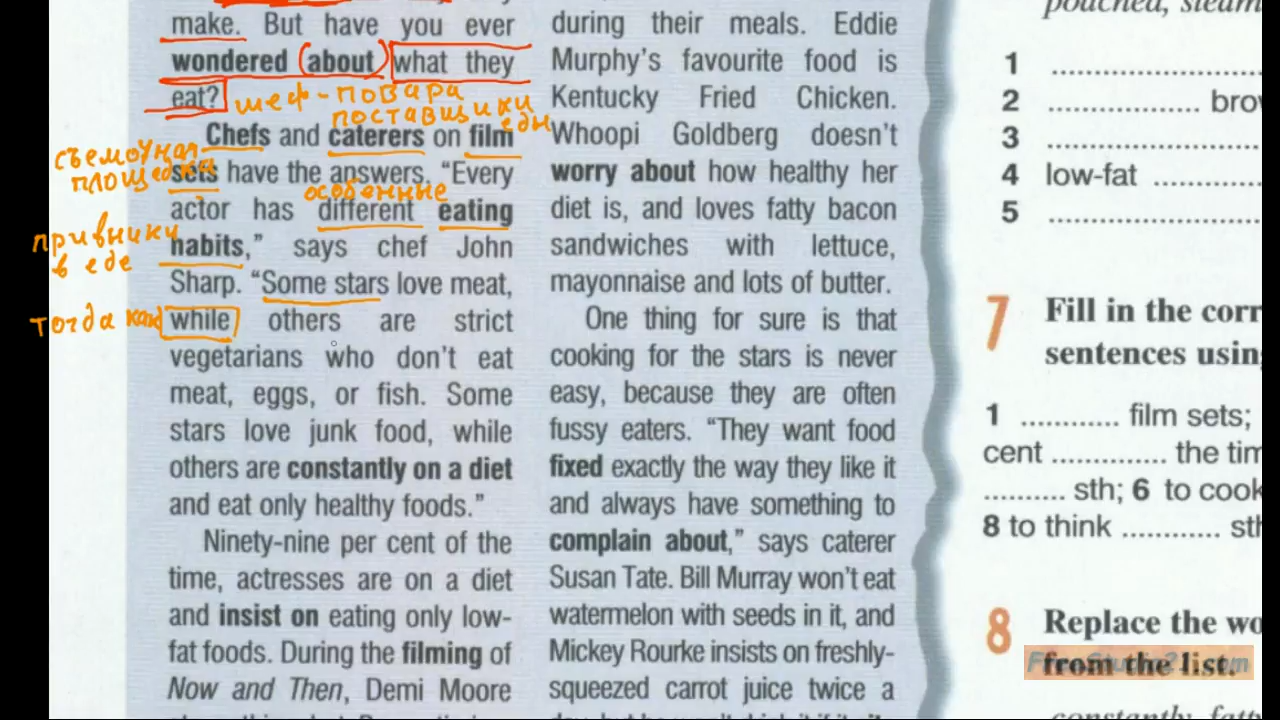 make. But have you ever
wondered (about) what they
eat? шеф-повара
поставщики
еды
Chefs and caterers on film
съемочная
площадка
sets have the answers. “Every
особенные
actor has different eating
привчики
в еде
habits,” says chef John
Sharp. “Some stars love meat,
тогда как
while others are strict
vegetarians who don’t eat
meat, eggs, or fish. Some
stars love junk food, while
others are constantly on a diet
and eat only healthy foods.”
Ninety-nine per cent of the
time, actresses are on a diet
and insist on eating only low-
fat foods. During the filming of
Now and Then, Demi Moore
during their meals. Eddie
Murphy’s favourite food is
Kentucky Fried Chicken.
Whoopi Goldberg doesn’t
worry about how healthy her
diet is, and loves fatty bacon
sandwiches with lettuce,
mayonnaise and lots of butter.
One thing for sure is that
cooking for the stars is never
easy, because they are often
fussy eaters. “They want food
fixed exactly the way they like it
and always have something to
complain about,” says caterer
Susan Tate. Bill Murray won’t eat
watermelon with seeds in it, and
Mickey Rourke insists on freshly-
squeezed carrot juice twice a
poached, steam
1 ....................
2 .................. bro
3 ....................
4 low-fat ..............
5 ....................
7 Fill in the corr
sentences using
1 ............ film sets;
cent .............. the tim
.......... sth; 6 to cook
8 to think ............ sth
8 Replace the wo
from the list.
constantly, fatty